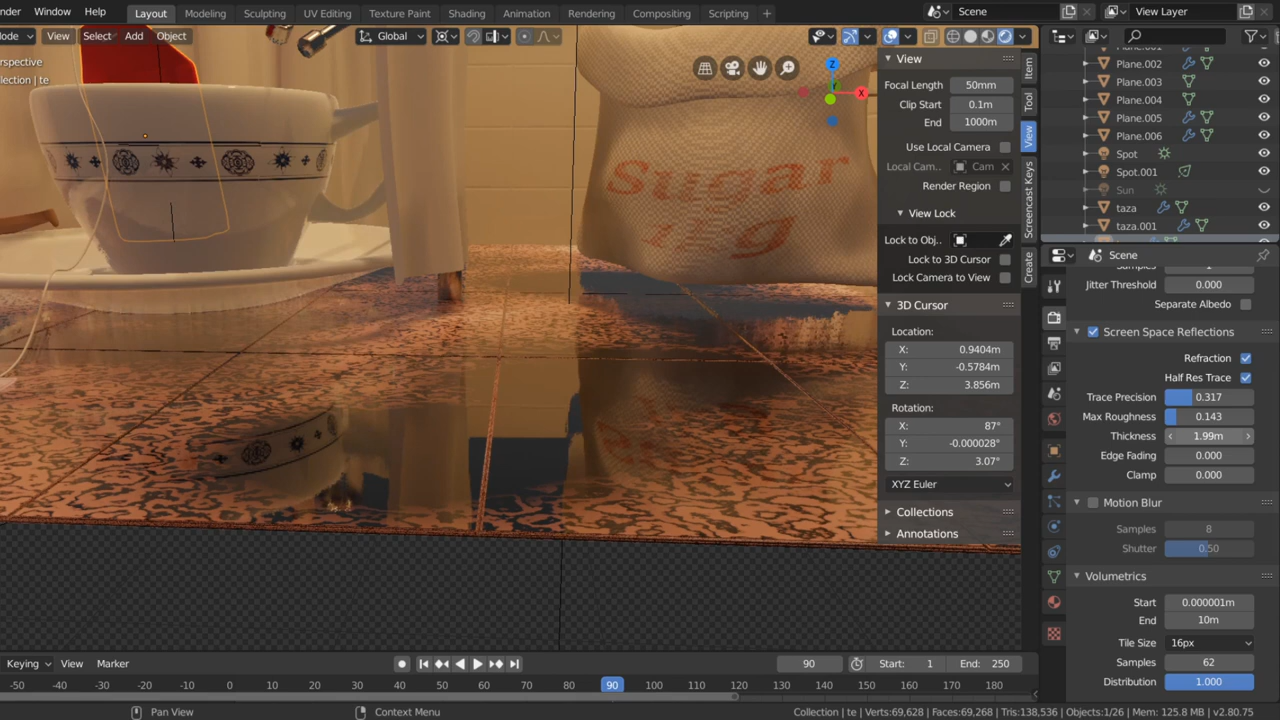 nder Window Help Layout Modeling Sculpting UV Editing Texture Paint Shading Animation Rendering Compositing Scripting + Scene View Layer
ode View Select Add Object Global
erspective
ollection | te
Sugar
1 g
Z
X
View
Focal Length 50mm
Clip Start 0.1m
End 1000m
Use Local Camera
Local Cam.. Cam
Render Region
View Lock
Lock to Obj..
Lock to 3D Cursor
Lock Camera to View
3D Cursor
Location:
X: 0.9404m
Y: -0.5784m
Z: 3.856m
Rotation:
X: 87°
Y: -0.000028°
Z: 3.07°
XYZ Euler
Collections
Annotations
Item
Tool
View
Screencast Keys
Create
Plane.002
Plane.003
Plane.004
Plane.005
Plane.006
Spot
Spot.001
Sun
taza
taza.001
Scene
Jitter Threshold 0.000
Separate Albedo
Screen Space Reflections
Refraction
Half Res Trace
Trace Precision 0.317
Max Roughness 0.143
Thickness 1.99m
Edge Fading 0.000
Clamp 0.000
Motion Blur
Samples 8
Shutter 0.50
Volumetrics
Start 0.000001m
End 10m
Tile Size 16px
Samples 62
Distribution 1.000
Keying View Marker 90 Start: 1 End: 250
-50 -40 -30 -20 -10 0 10 20 30 40 50 60 70 80 90 100 110 120 130 140 150 160 170 180
Pan View Context Menu Collection | te | Verts:69,628 | Faces:69,268 | Tris:138,536 | Objects:1/26 | Mem: 125.8 MB | v2.80.75